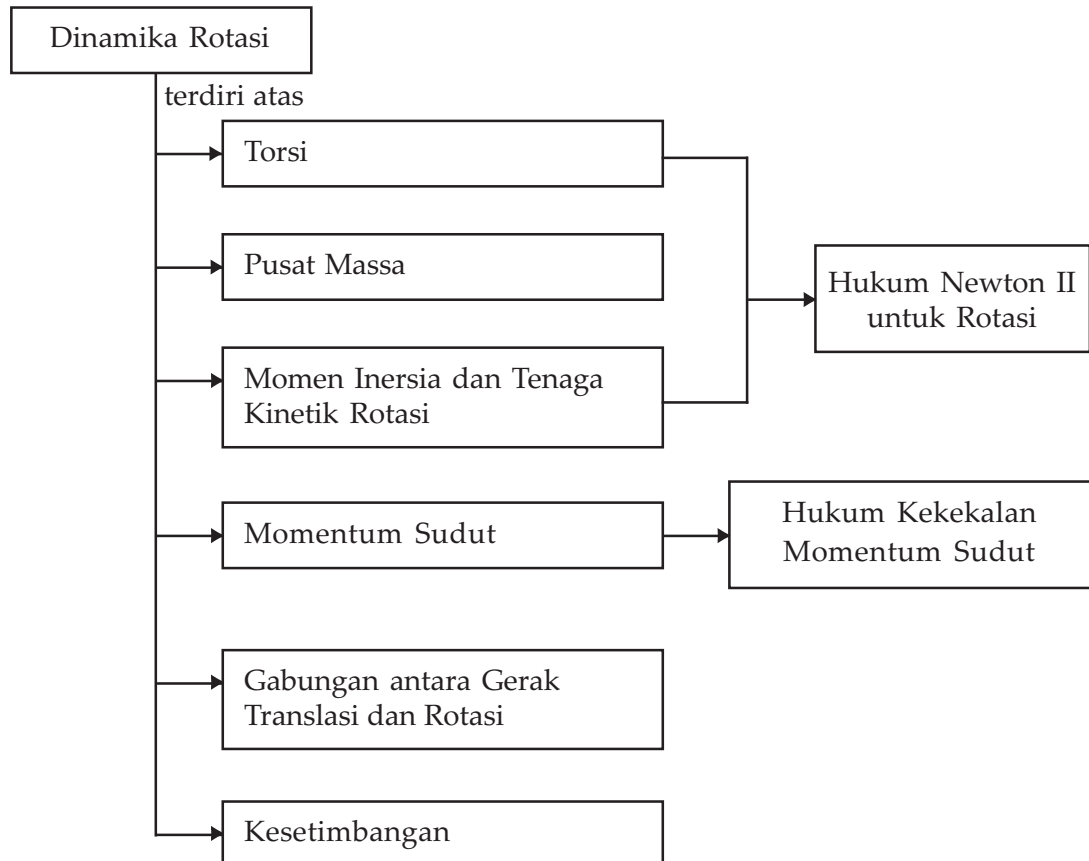 Dinamika Rotasi
terdiri atas
Torsi
Pusat Massa
Hukum Newton II
untuk Rotasi
Momen Inersia dan Tenaga
Kinetik Rotasi
Momentum Sudut
Hukum Kekekalan
Momentum Sudut
Gabungan antara Gerak
Translasi dan Rotasi
Kesetimbangan